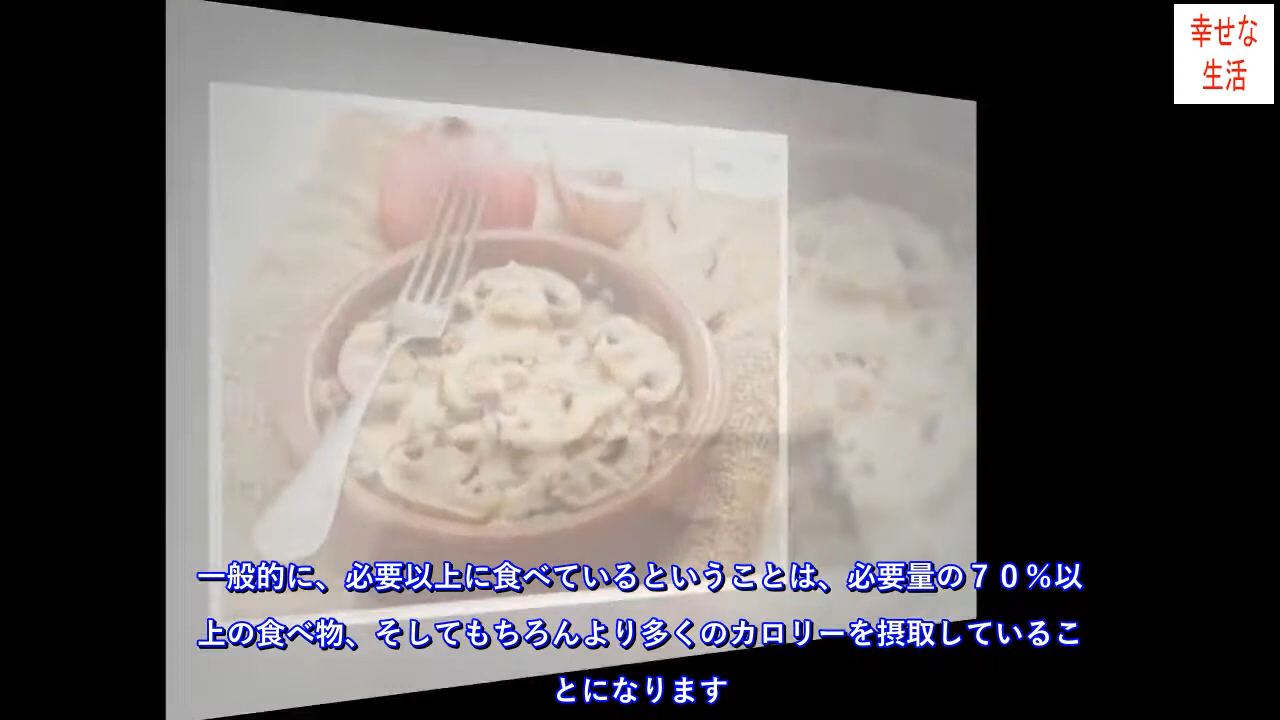 幸せな
生活
一般的に、必要以上に食べているということは、必要量の７０％以
上の食べ物、そしてもちろんより多くのカロリーを摂取しているこ
とになります